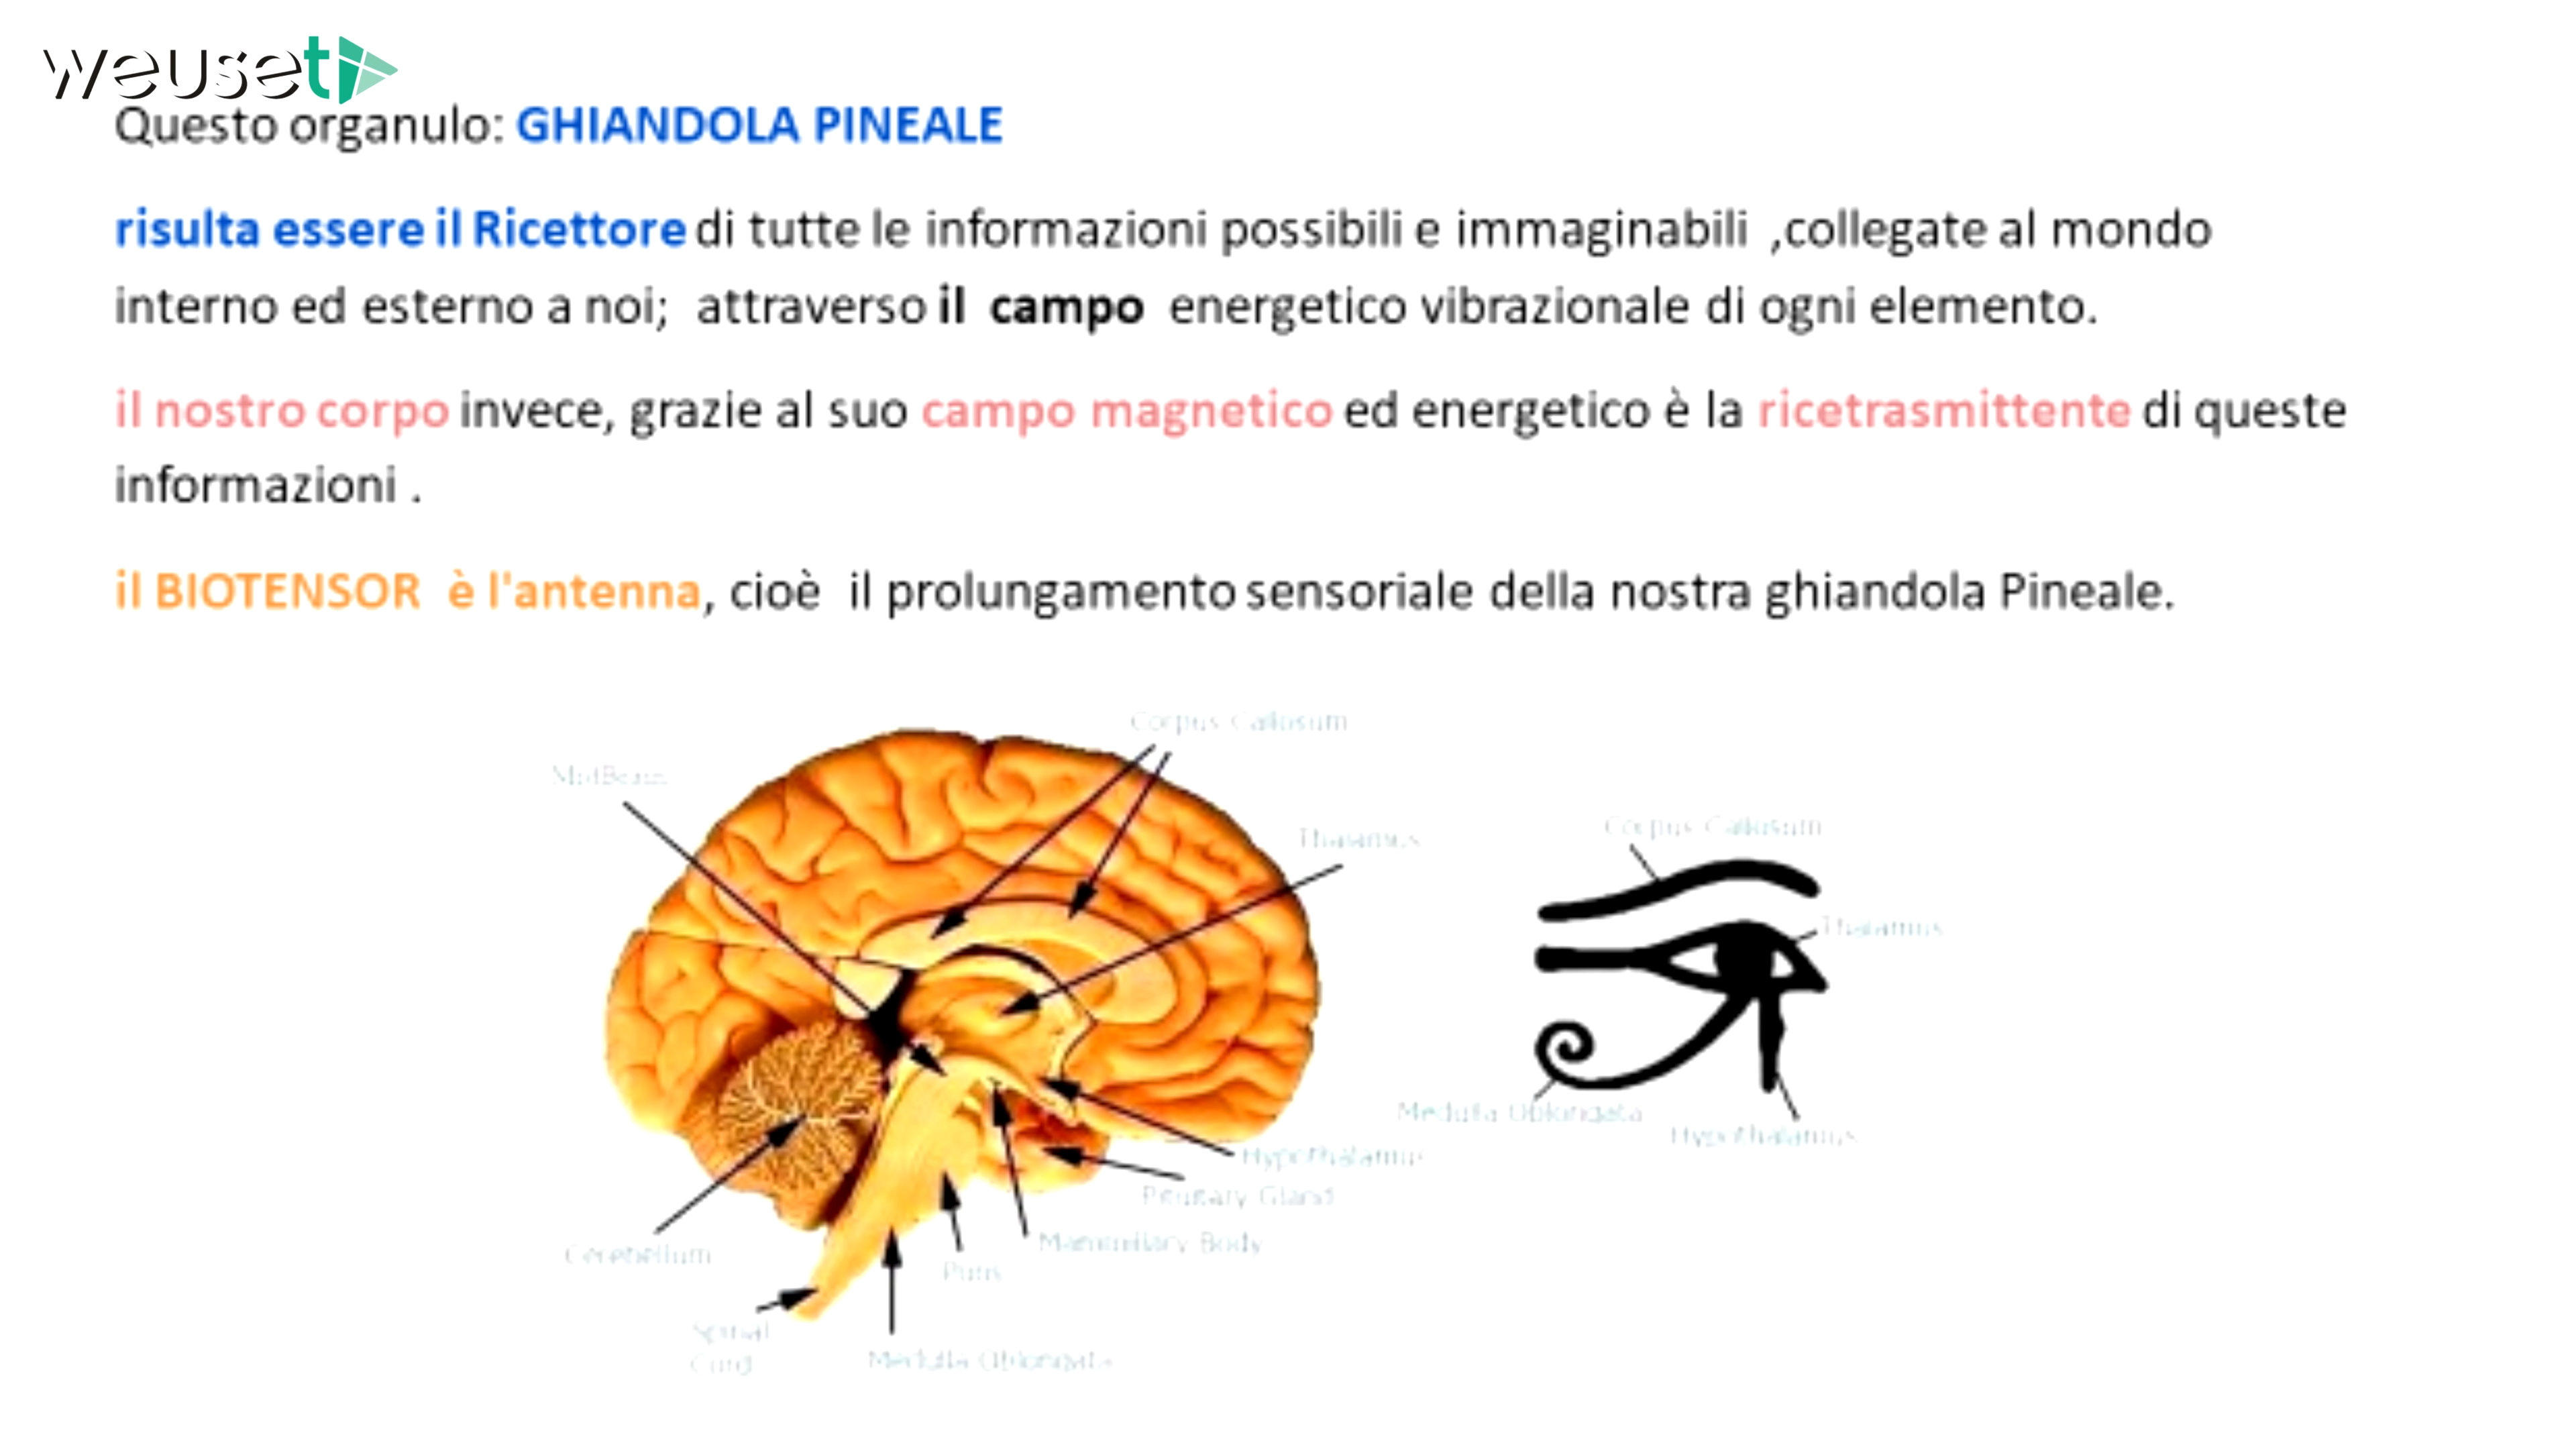 weuset
Questo organulo: GHIANDOLA PINEALE
risulta essere il Ricettore di tutte le informazioni possibili e immaginabili ,collegate al mondo
interno ed esterno a noi; attraverso il campo energetico vibrazionale di ogni elemento.
il nostro corpo invece, grazie al suo campo magnetico ed energetico è la ricetrasmittente di queste
informazioni .
il BIOTENSOR è l'antenna, cioè il prolungamento sensoriale della nostra ghiandola Pineale.
Corpus Callosum
Thalamus
Corpus Callosum
Thalamus
Medulla Oblongata
Hypothalamus
Hypothalamus
Pituitary Gland
Mammillary Body
Cerebellum
Pons
Spinal
Cord
Medulla Oblongata